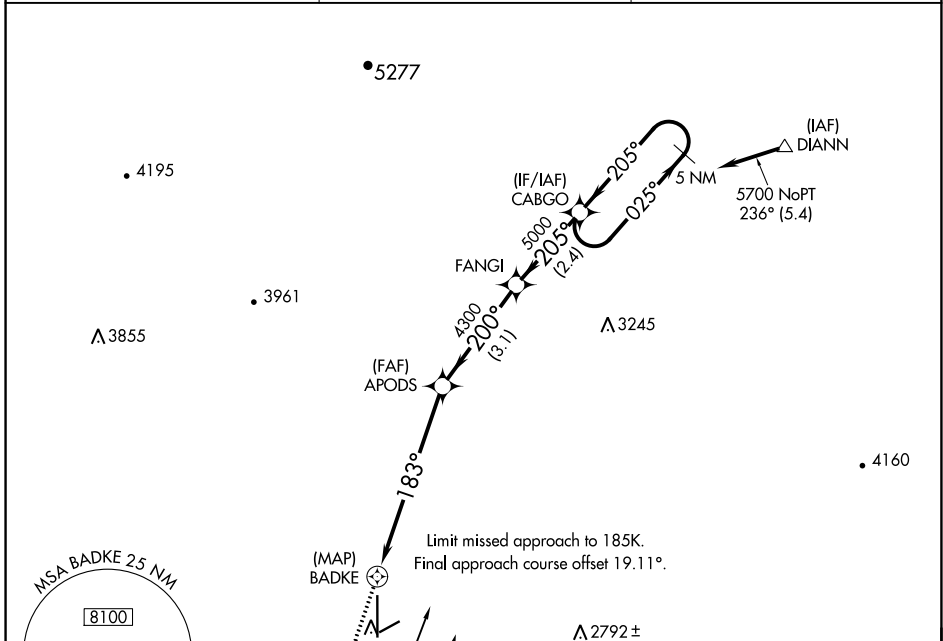 5277
4195
(IAF)
DIANN
205°
5 NM
(IF/IAF)
CABGO
025°
5700 NoPT
236° (5.4)
5000
205°
(2.4)
FANGI
3961
4300
200°
(3.1)
3245
3855
(FAF)
APODS
4160
183°
Limit missed approach to 185K.
Final approach course offset 19.11°.
(MAP)
BADKE
MSA BADKE 25 NM
8100
2792±